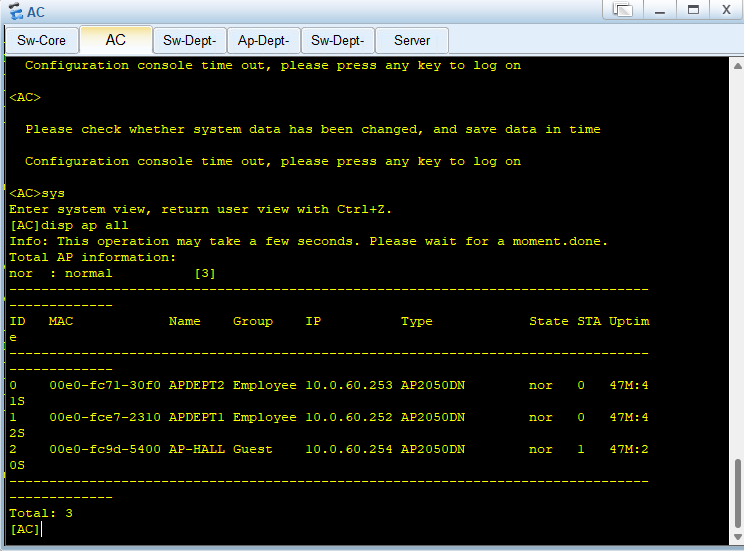 AC
X
Sw-Core
AC
Sw-Dept-
Ap-Dept-
Sw-Dept-
Server
Configuration console time out, please press any key to log on
<AC>
Please check whether system data has been changed, and save data in time
Configuration console time out, please press any key to log on
<AC>sys
Enter system view, return user view with Ctrl+Z.
[AC]disp ap all
Info: This operation may take a few seconds. Please wait for a moment.done.
Total AP information:
nor  : normal          [3]
--------------------------------------------------------------------------------
-------------
ID   MAC            Name    Group    IP          Type            State STA Uptim
e
--------------------------------------------------------------------------------
-------------
0    00e0-fc71-30f0 APDEPT2 Employee 10.0.60.253 AP2050DN        nor   0   47M:4
1S
1    00e0-fce7-2310 APDEPT1 Employee 10.0.60.252 AP2050DN        nor   0   47M:4
2S
2    00e0-fc9d-5400 AP-HALL Guest    10.0.60.254 AP2050DN        nor   1   47M:2
0S
--------------------------------------------------------------------------------
-------------
Total: 3
[AC]